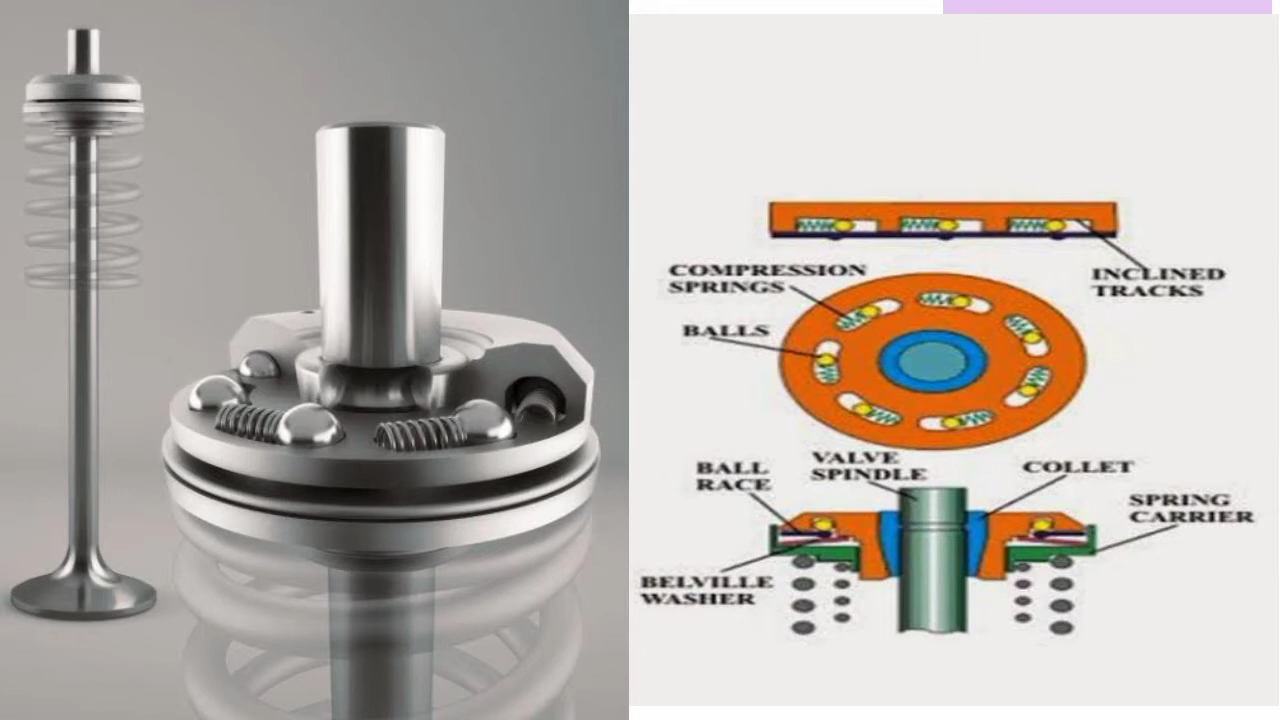 COMPRESSION
SPRINGS
INCLINED
TRACKS
BALLS
BALL
RACE
VALVE
SPINDLE
COLLET
SPRING
CARRIER
BELVILLE
WASHER